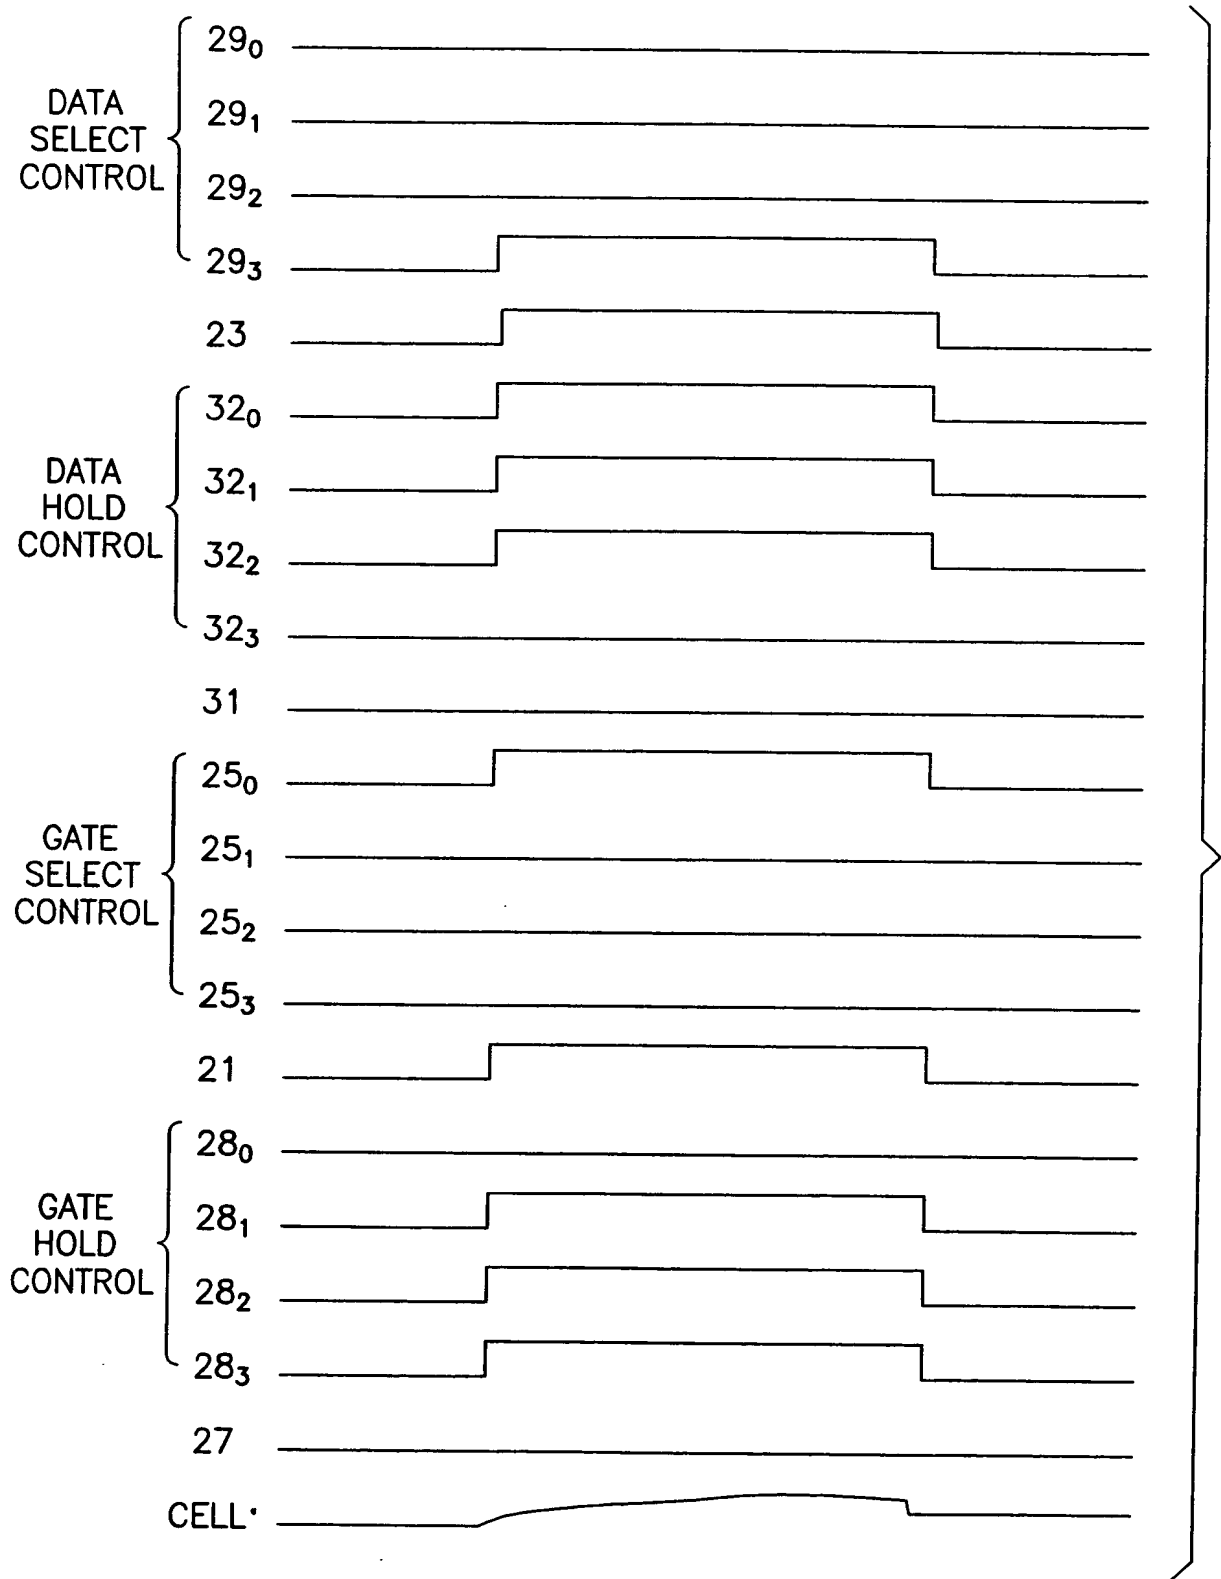 DATA
SELECT
CONTROL
29₀
29₁
29₂
29₃
23
DATA
HOLD
CONTROL
32₀
32₁
32₂
32₃
31
GATE
SELECT
CONTROL
25₀
25₁
25₂
25₃
21
GATE
HOLD
CONTROL
28₀
28₁
28₂
28₃
27
CELL